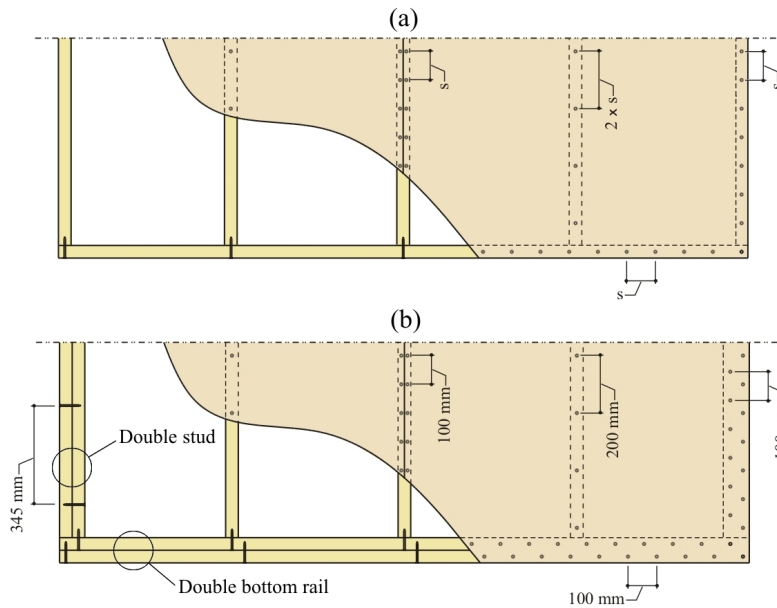 (a)
s
2 x s
s
s
(b)
100 mm
200 mm
Double stud
345 mm
Double bottom rail
100 mm